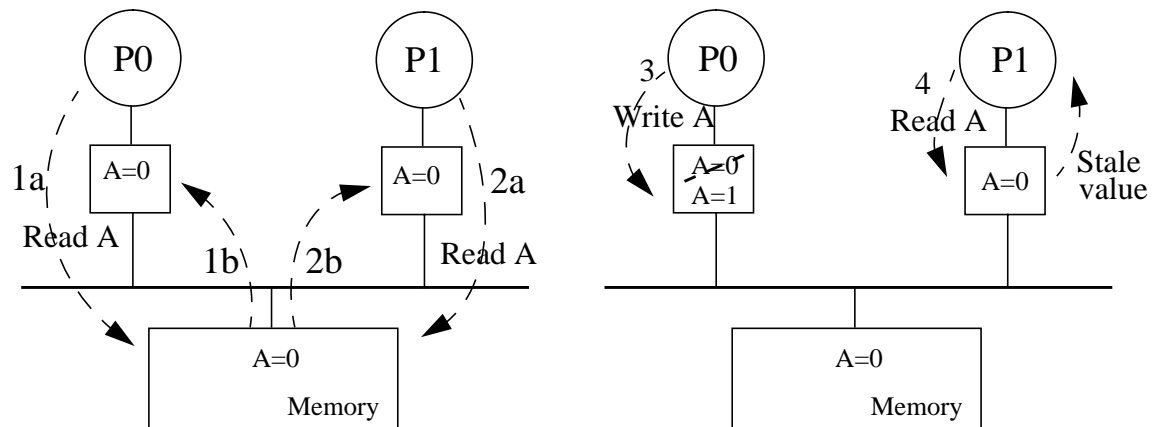 P0
P1
A=0
A=0
1a
2a
Read A
1b
2b
Read A
A=0
Memory
P0
P1
3
4
Write A
Read A
A=0
A=1
A=0
Stale
value
A=0
Memory